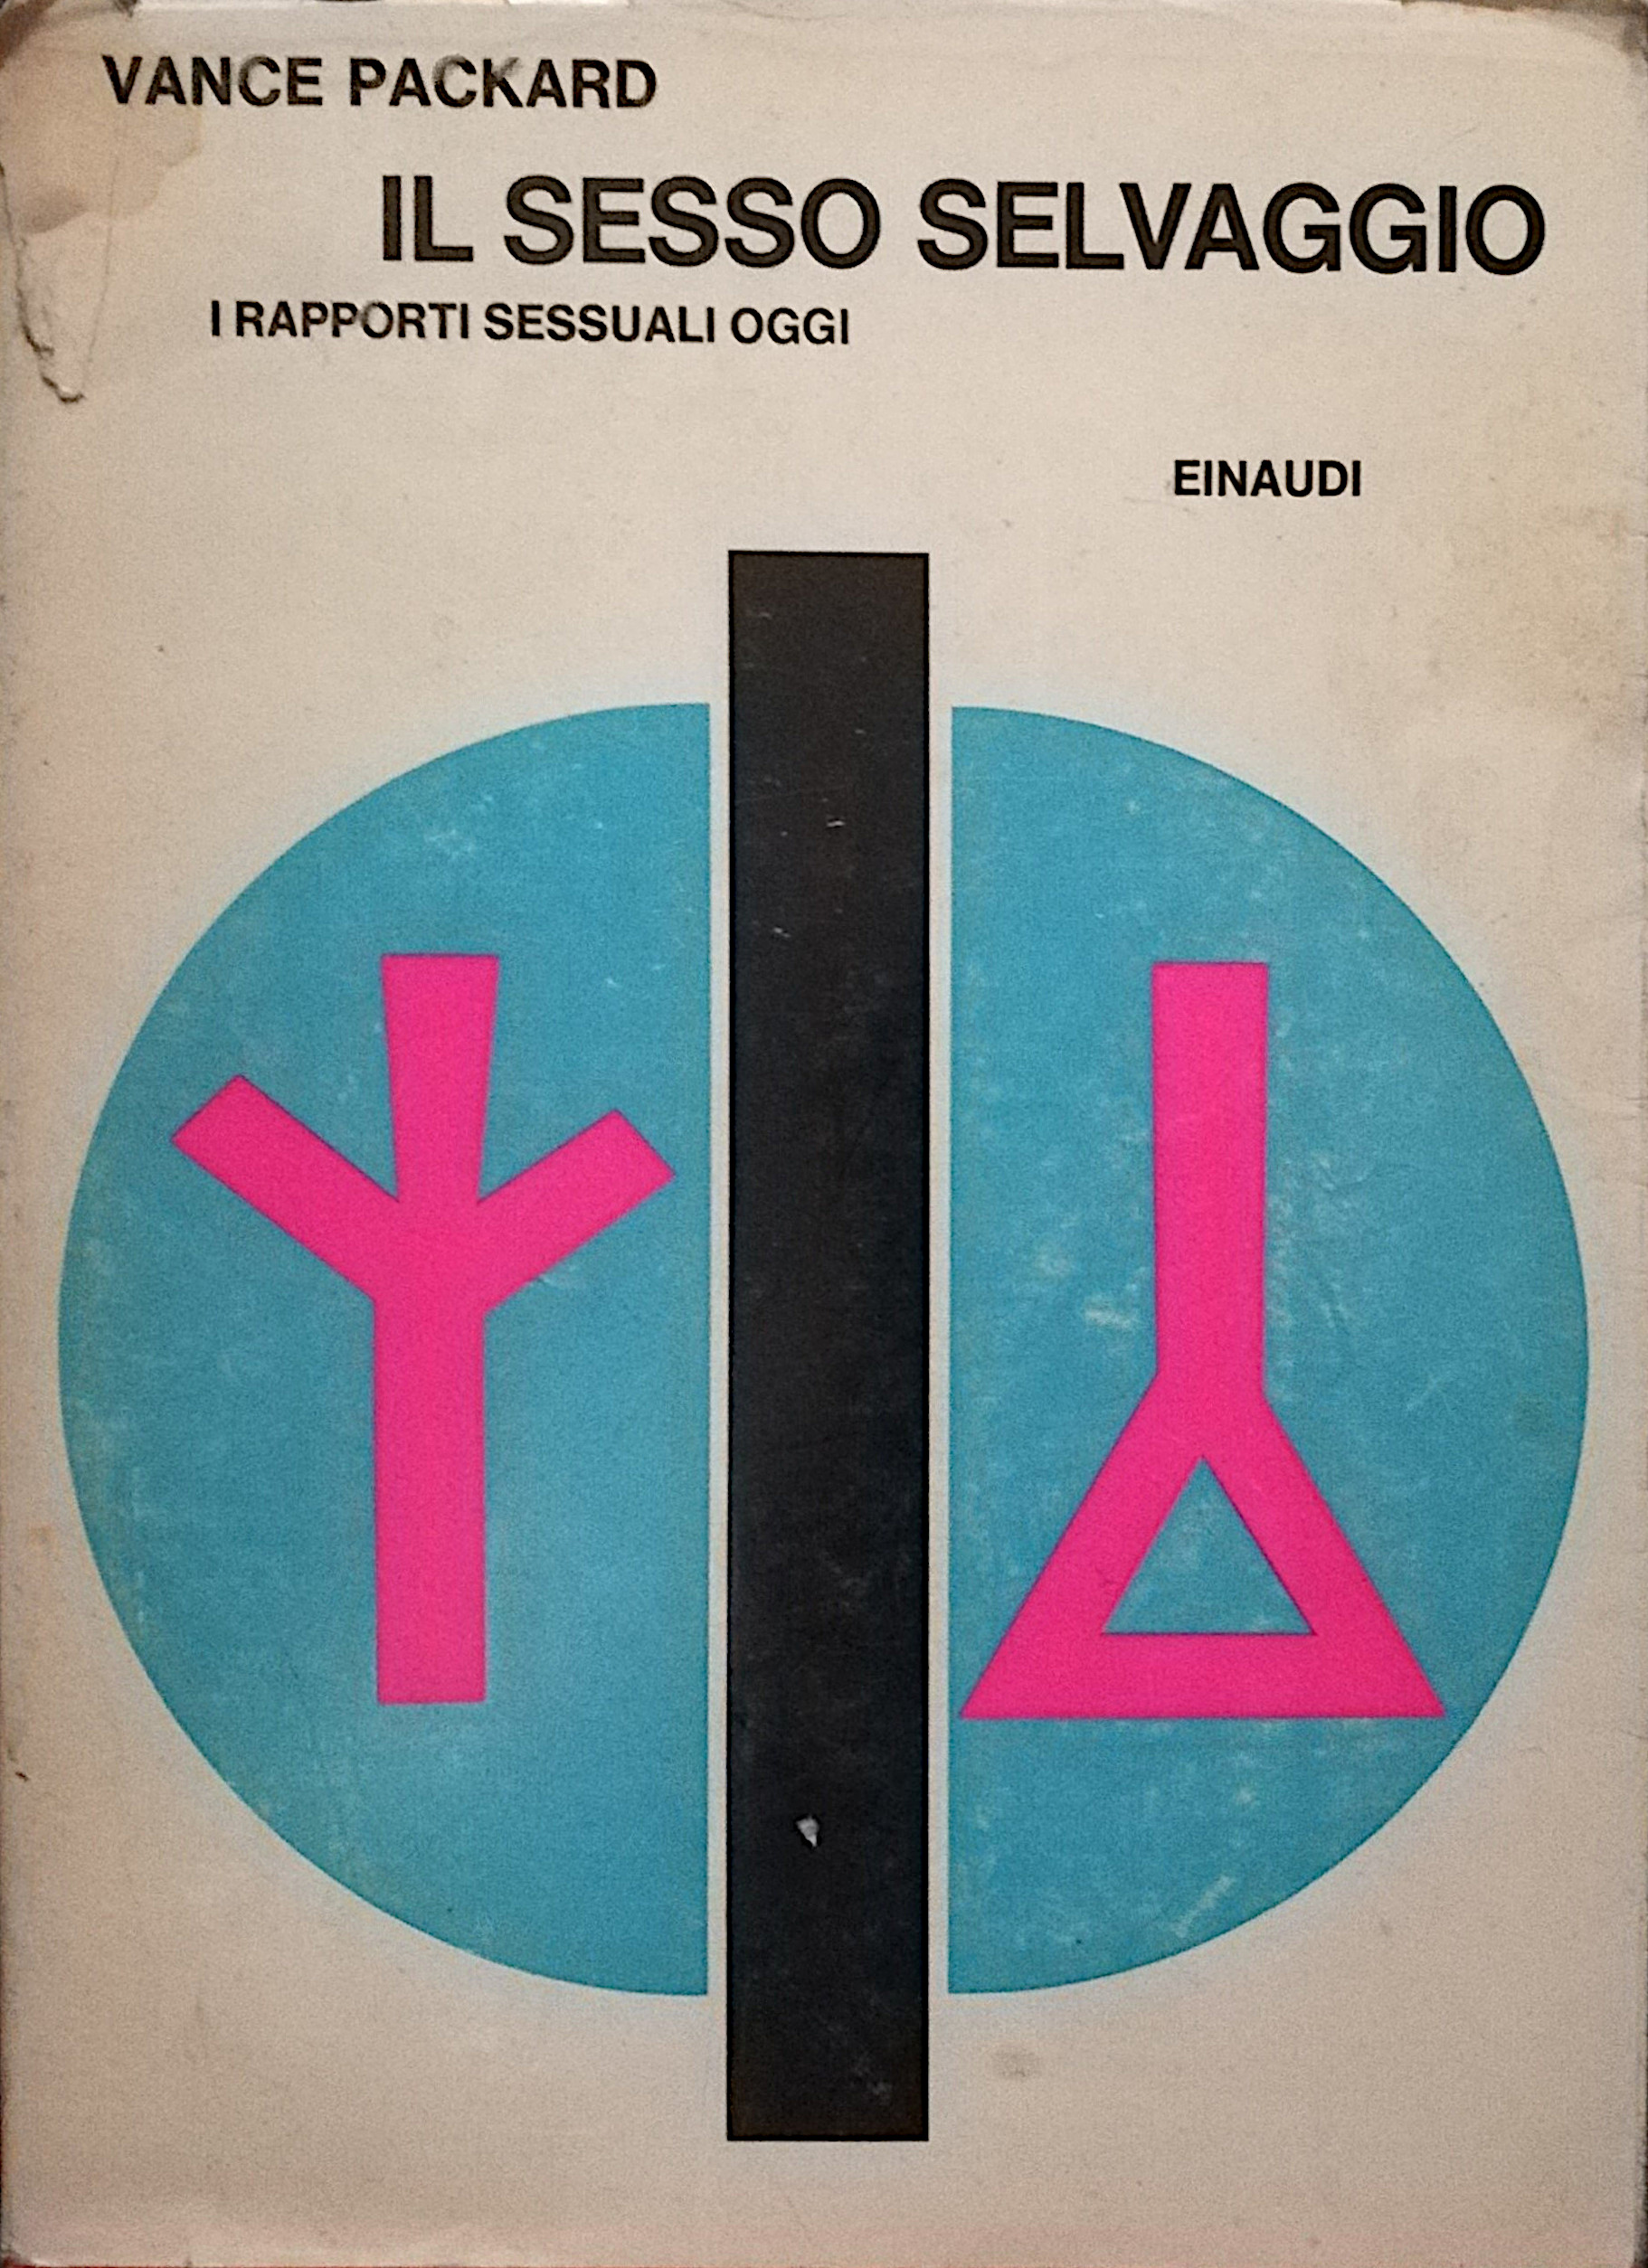 VANCE PACKARD
IL SESSO SELVAGGIO
I RAPPORTI SESSUALI OGGI
EINAUDI